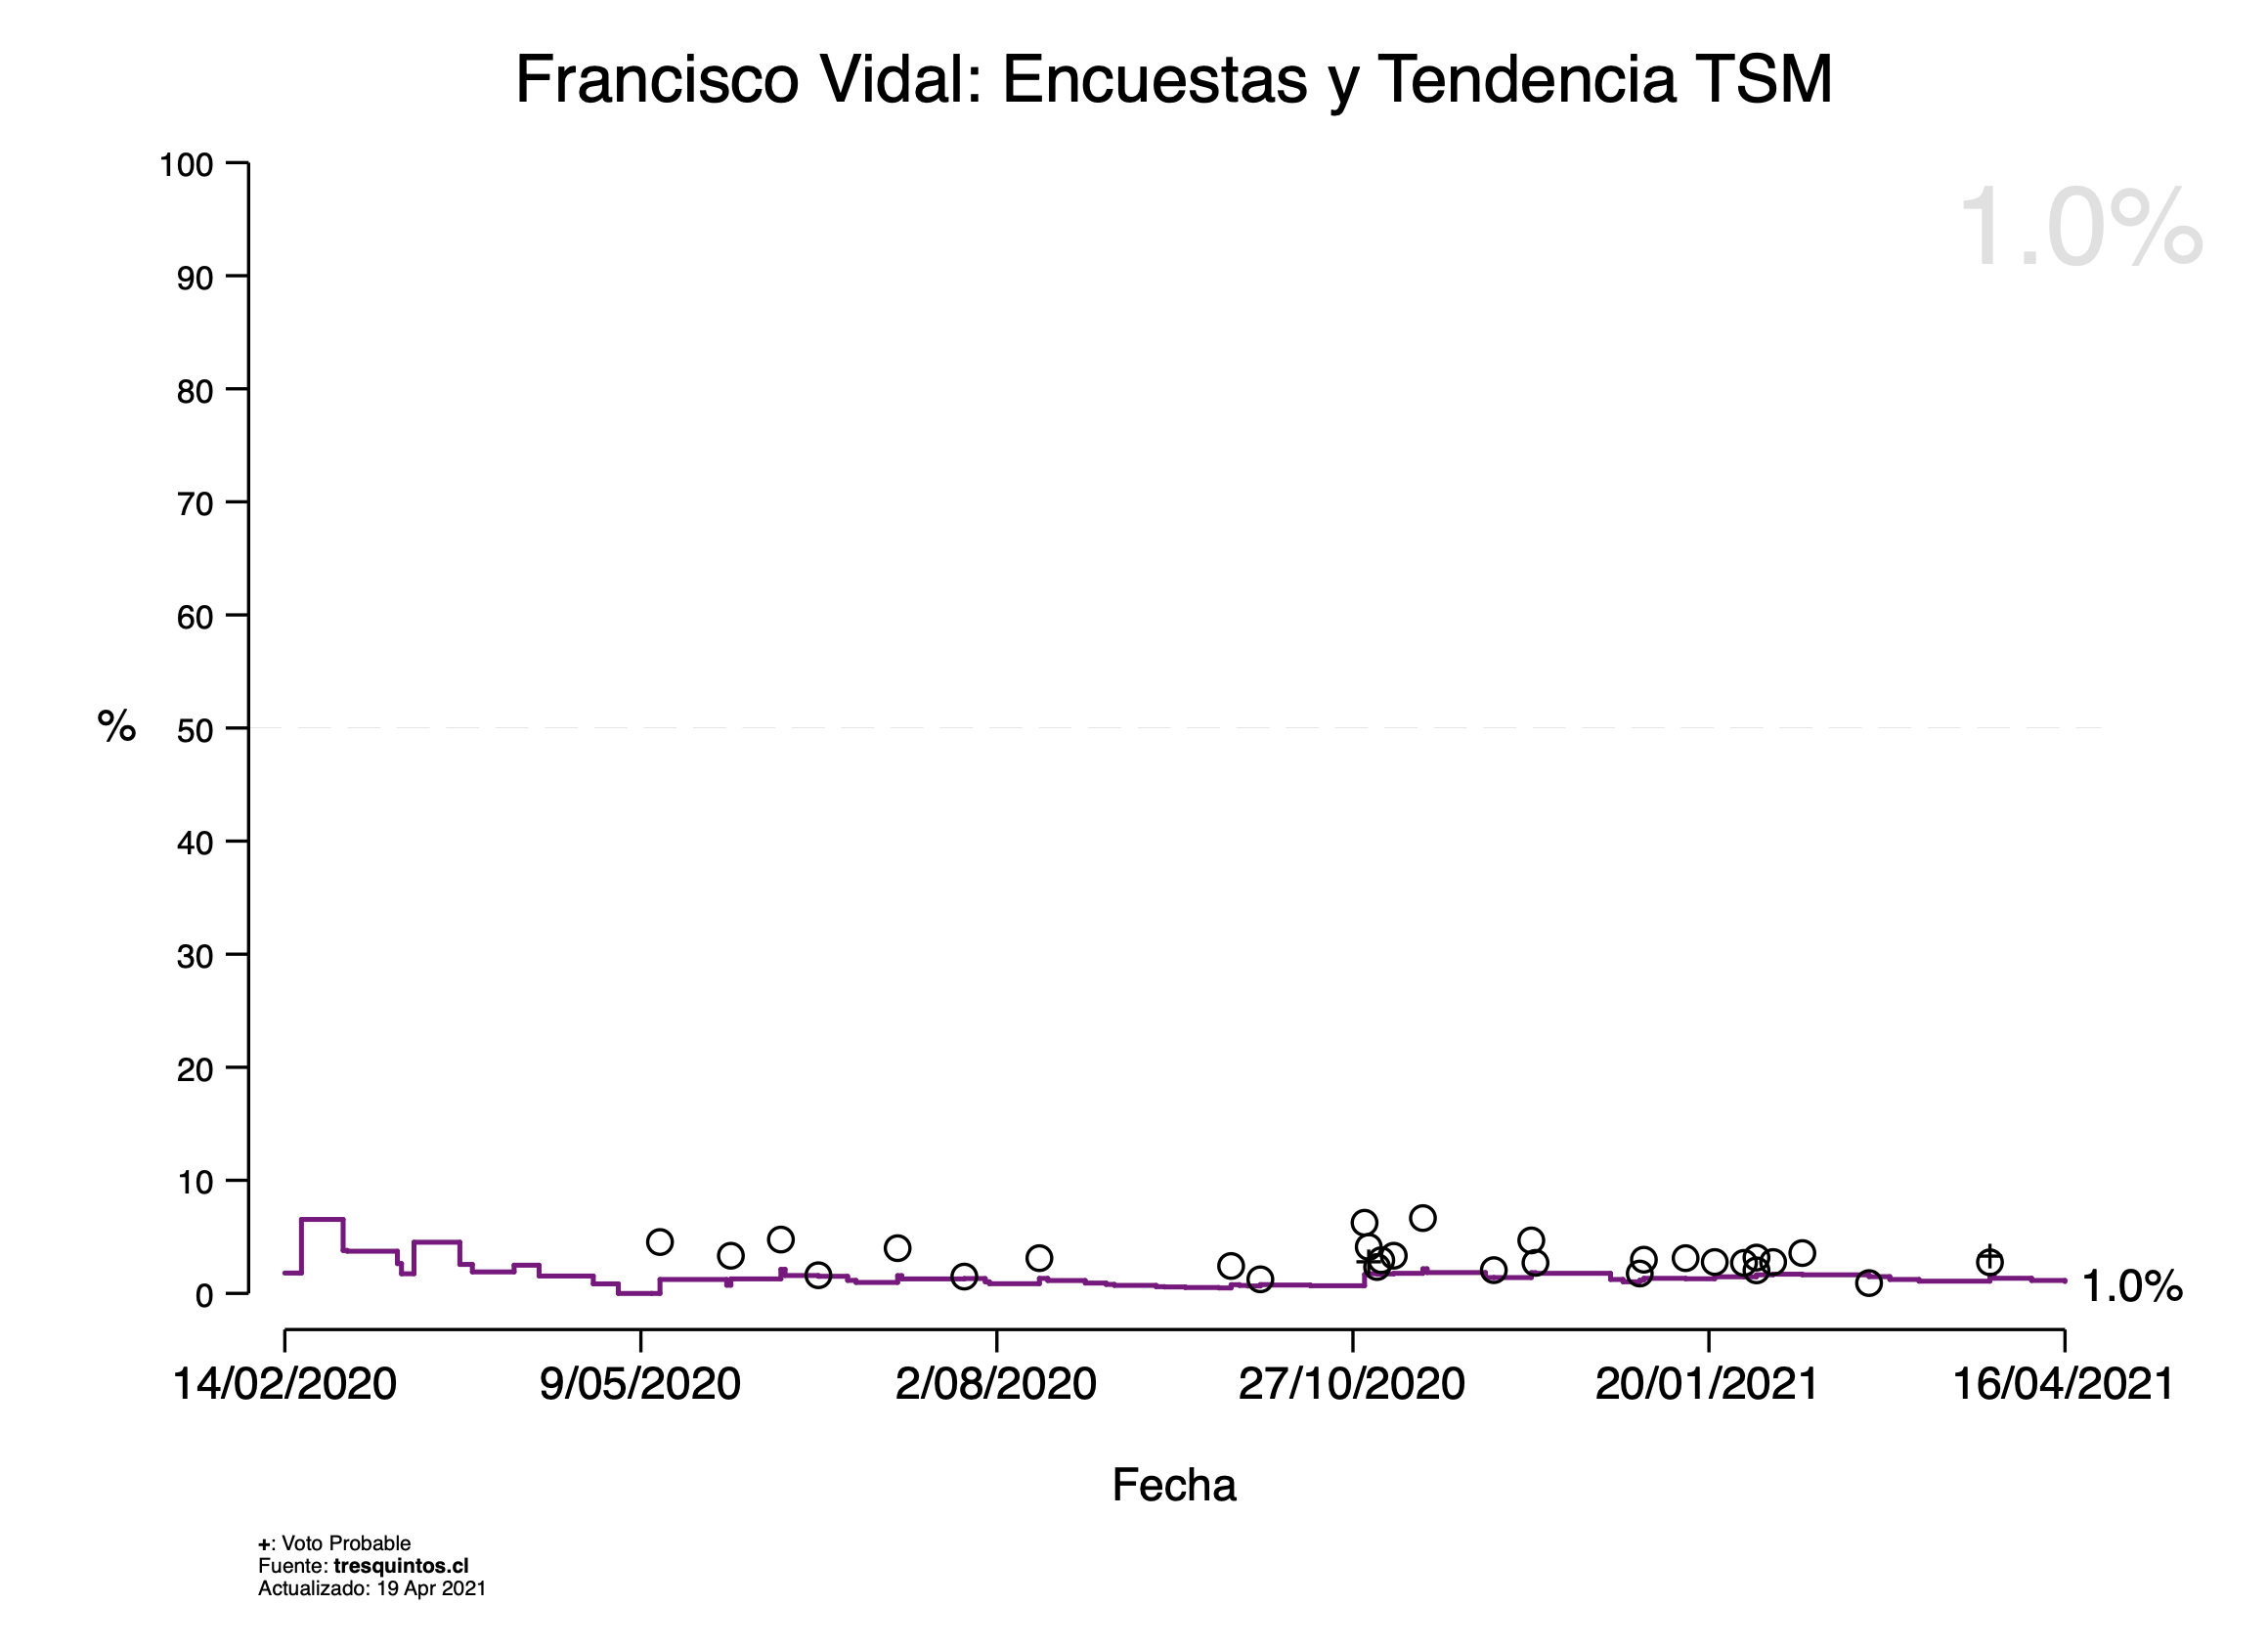 Francisco Vidal: Encuestas y Tendencia TSM
1.0%
100
90
80
70
60
50
40
30
20
10
0
%
1.0%
14/02/2020 9/05/2020 2/08/2020 27/10/2020 20/01/2021 16/04/2021
Fecha
+: Voto Probable
Fuente: tresquintos.cl
Actualizado: 19 Apr 2021